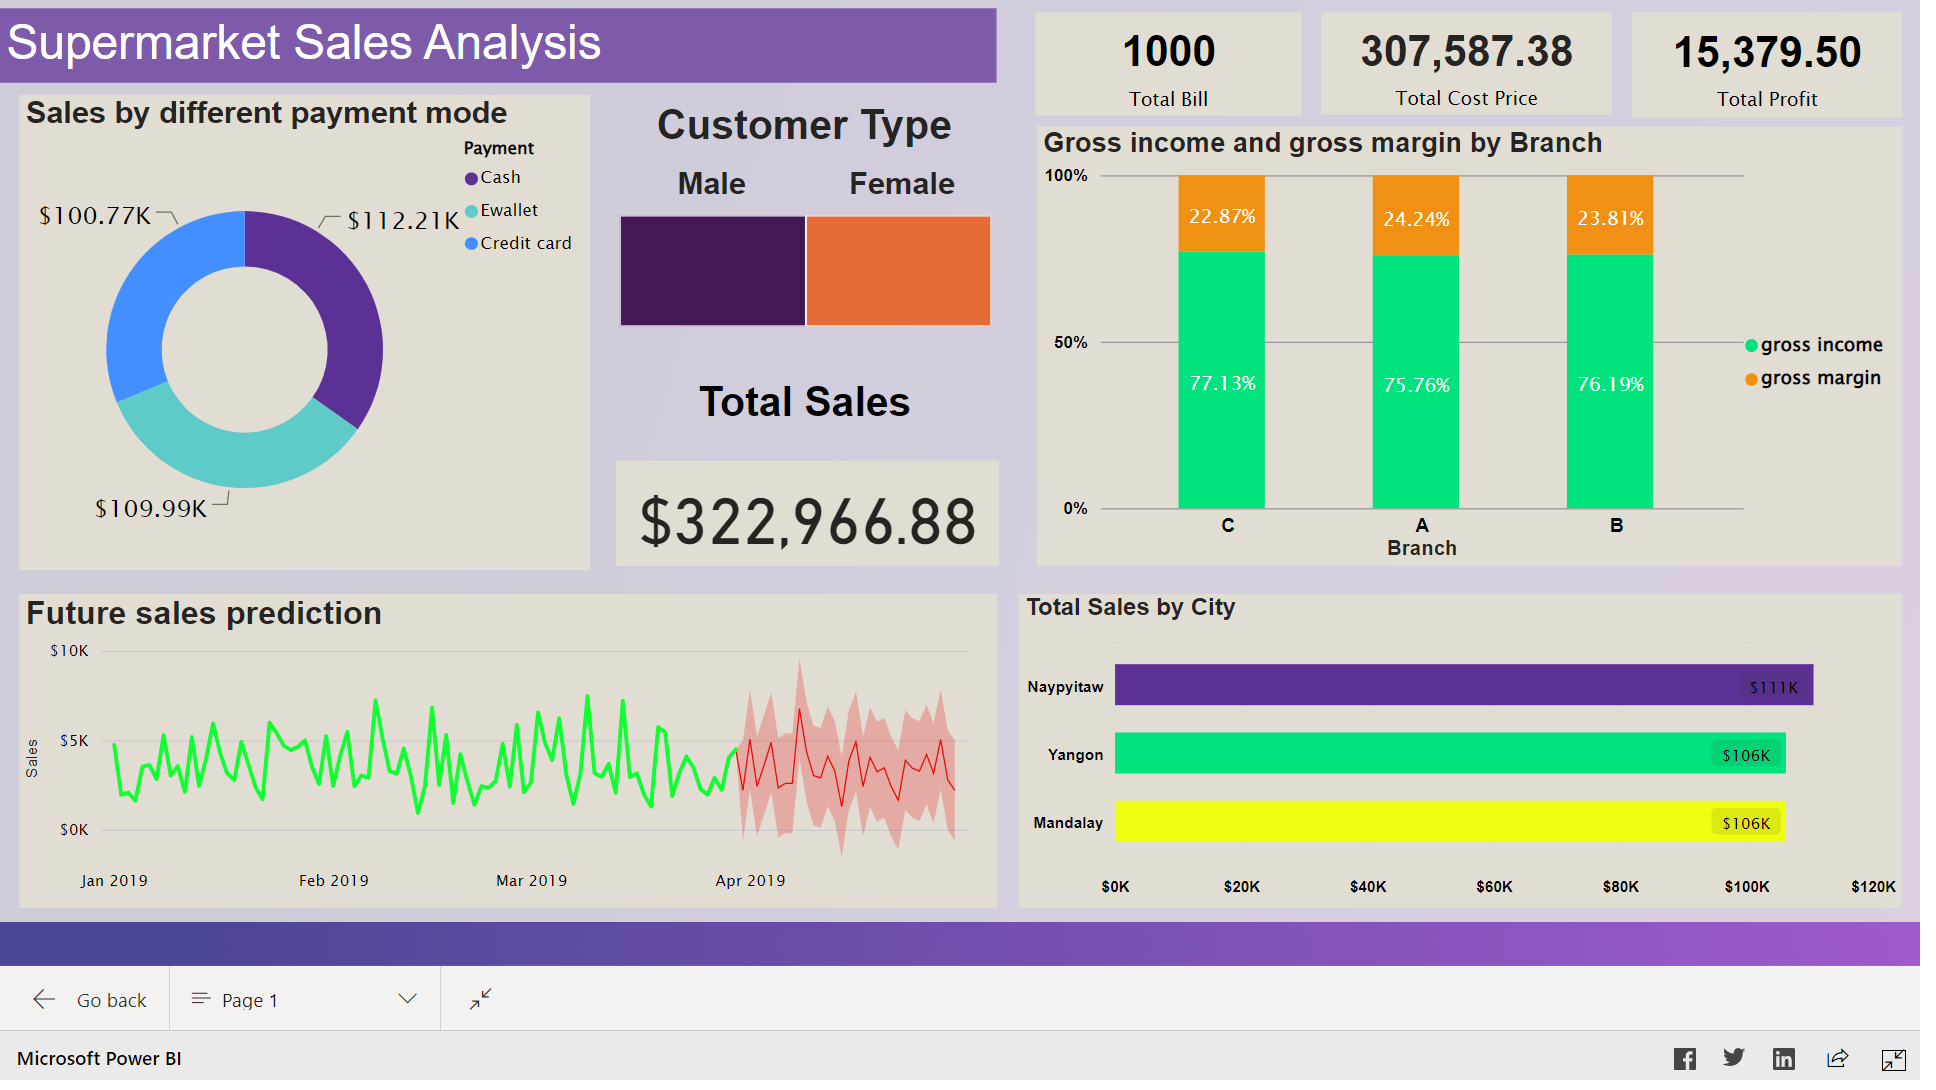 Supermarket Sales Analysis
1000
Total Bill
307,587.38
Total Cost Price
15,379.50
Total Profit
Sales by different payment mode
Payment
Cash
Ewallet
Credit card
$100.77K
$112.21K
$109.99K
Customer Type
Male
Female
Total Sales
$322,966.88
Gross income and gross margin by Branch
100%
50%
0%
22.87%
24.24%
23.81%
77.13%
75.76%
76.19%
C
A
B
Branch
gross income
gross margin
Future sales prediction
Sales
$10K
$5K
$0K
Jan 2019
Feb 2019
Mar 2019
Apr 2019
Total Sales by City
Naypyitaw
$111K
Yangon
$106K
Mandalay
$106K
$0K
$20K
$40K
$60K
$80K
$100K
$120K
Go back
Page 1
Microsoft Power BI